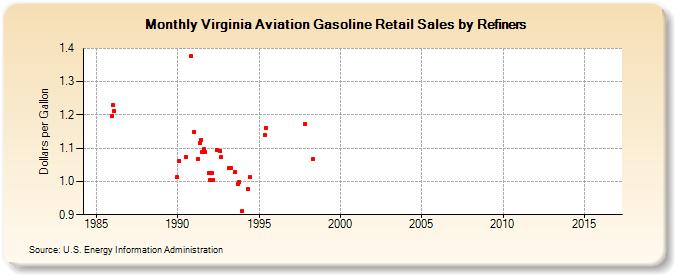 Monthly Virginia Aviation Gasoline Retail Sales by Refiners
Dollars per Gallon
1.4
1.3
1.2
1.1
1.0
0.9
1985 1990 1995 2000 2005 2010 2015
Source: U.S. Energy Information Administration